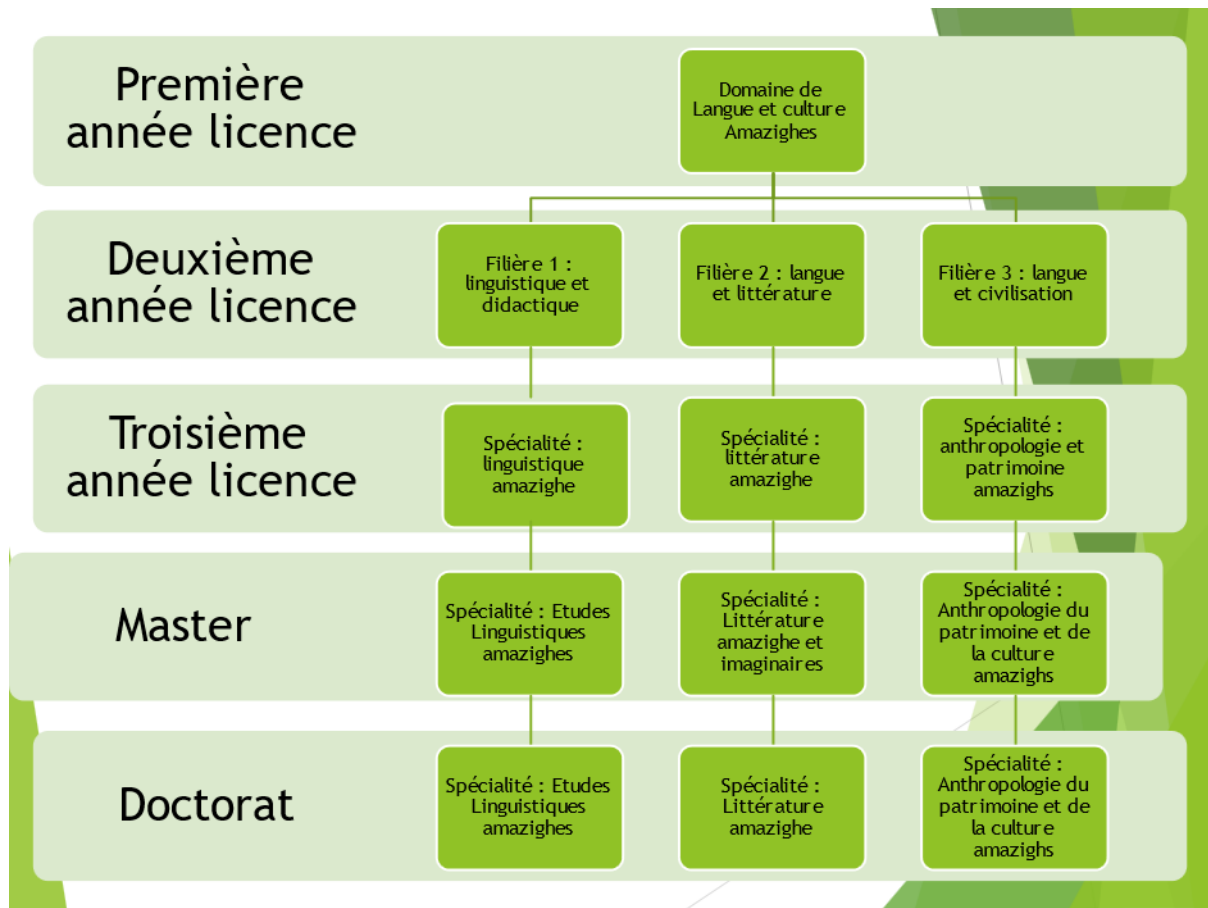 Première
année licence
Domaine de
Langue et culture
Amazighes
Deuxième
année licence
Filière 1 :
linguistique et
didactique
Filière 2 : langue
et littérature
Filière 3 : langue
et civilisation
Troisième
année licence
Spécialité :
linguistique
amazighe
Spécialité :
littérature
amazighe
Spécialité :
anthropologie et
patrimoine
amazighs
Master
Spécialité : Etudes
Linguistiques
amazighes
Spécialité :
Littérature
amazighe et
imaginaires
Spécialité :
Anthropologie du
patrimoine et de
la culture
amazighs
Doctorat
Spécialité : Etudes
Linguistiques
amazighes
Spécialité :
Littérature
amazighe
Spécialité :
Anthropologie du
patrimoine et de
la culture
amazighs